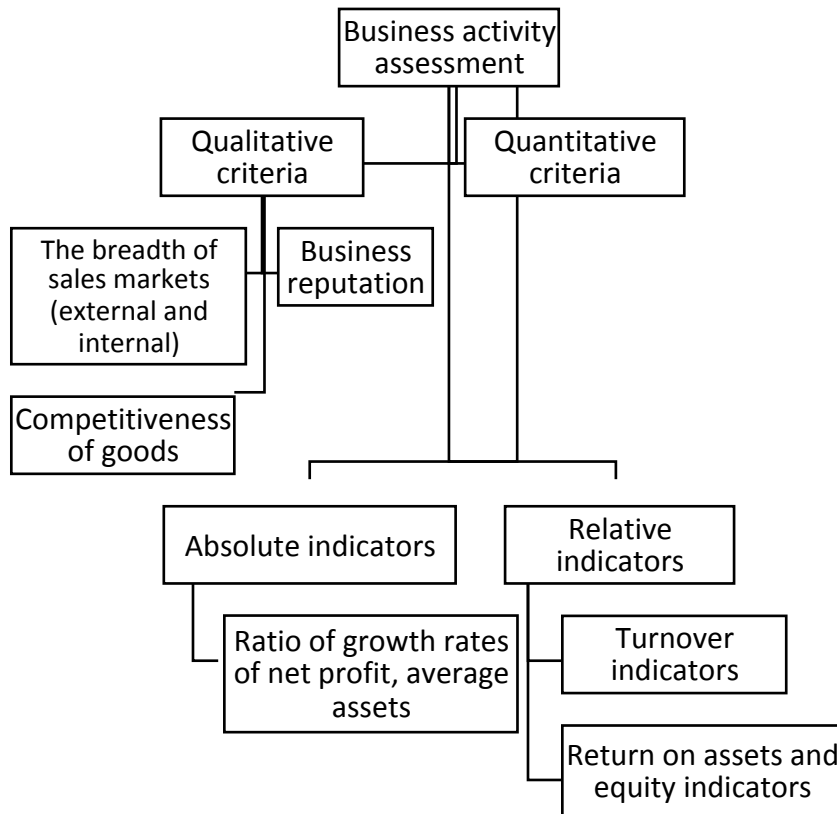 Business activity
assessment
Qualitative
criteria
Quantitative
criteria
The breadth of
sales markets
(external and
internal)
Business
reputation
Competitiveness
of goods
Absolute indicators
Relative
indicators
Ratio of growth rates
of net profit, average
assets
Turnover
indicators
Return on assets and
equity indicators